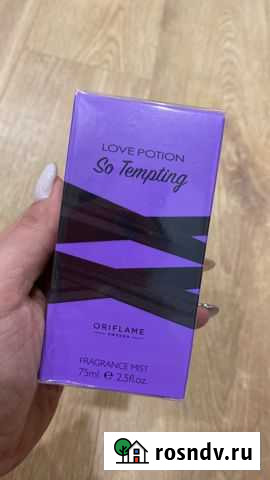 LOVE POTION
So Tempting
ORIFLAME
SWEDEN
FRAGRANCE MIST
75ml ℮ 2.5fl.oz.
rosndv.ru